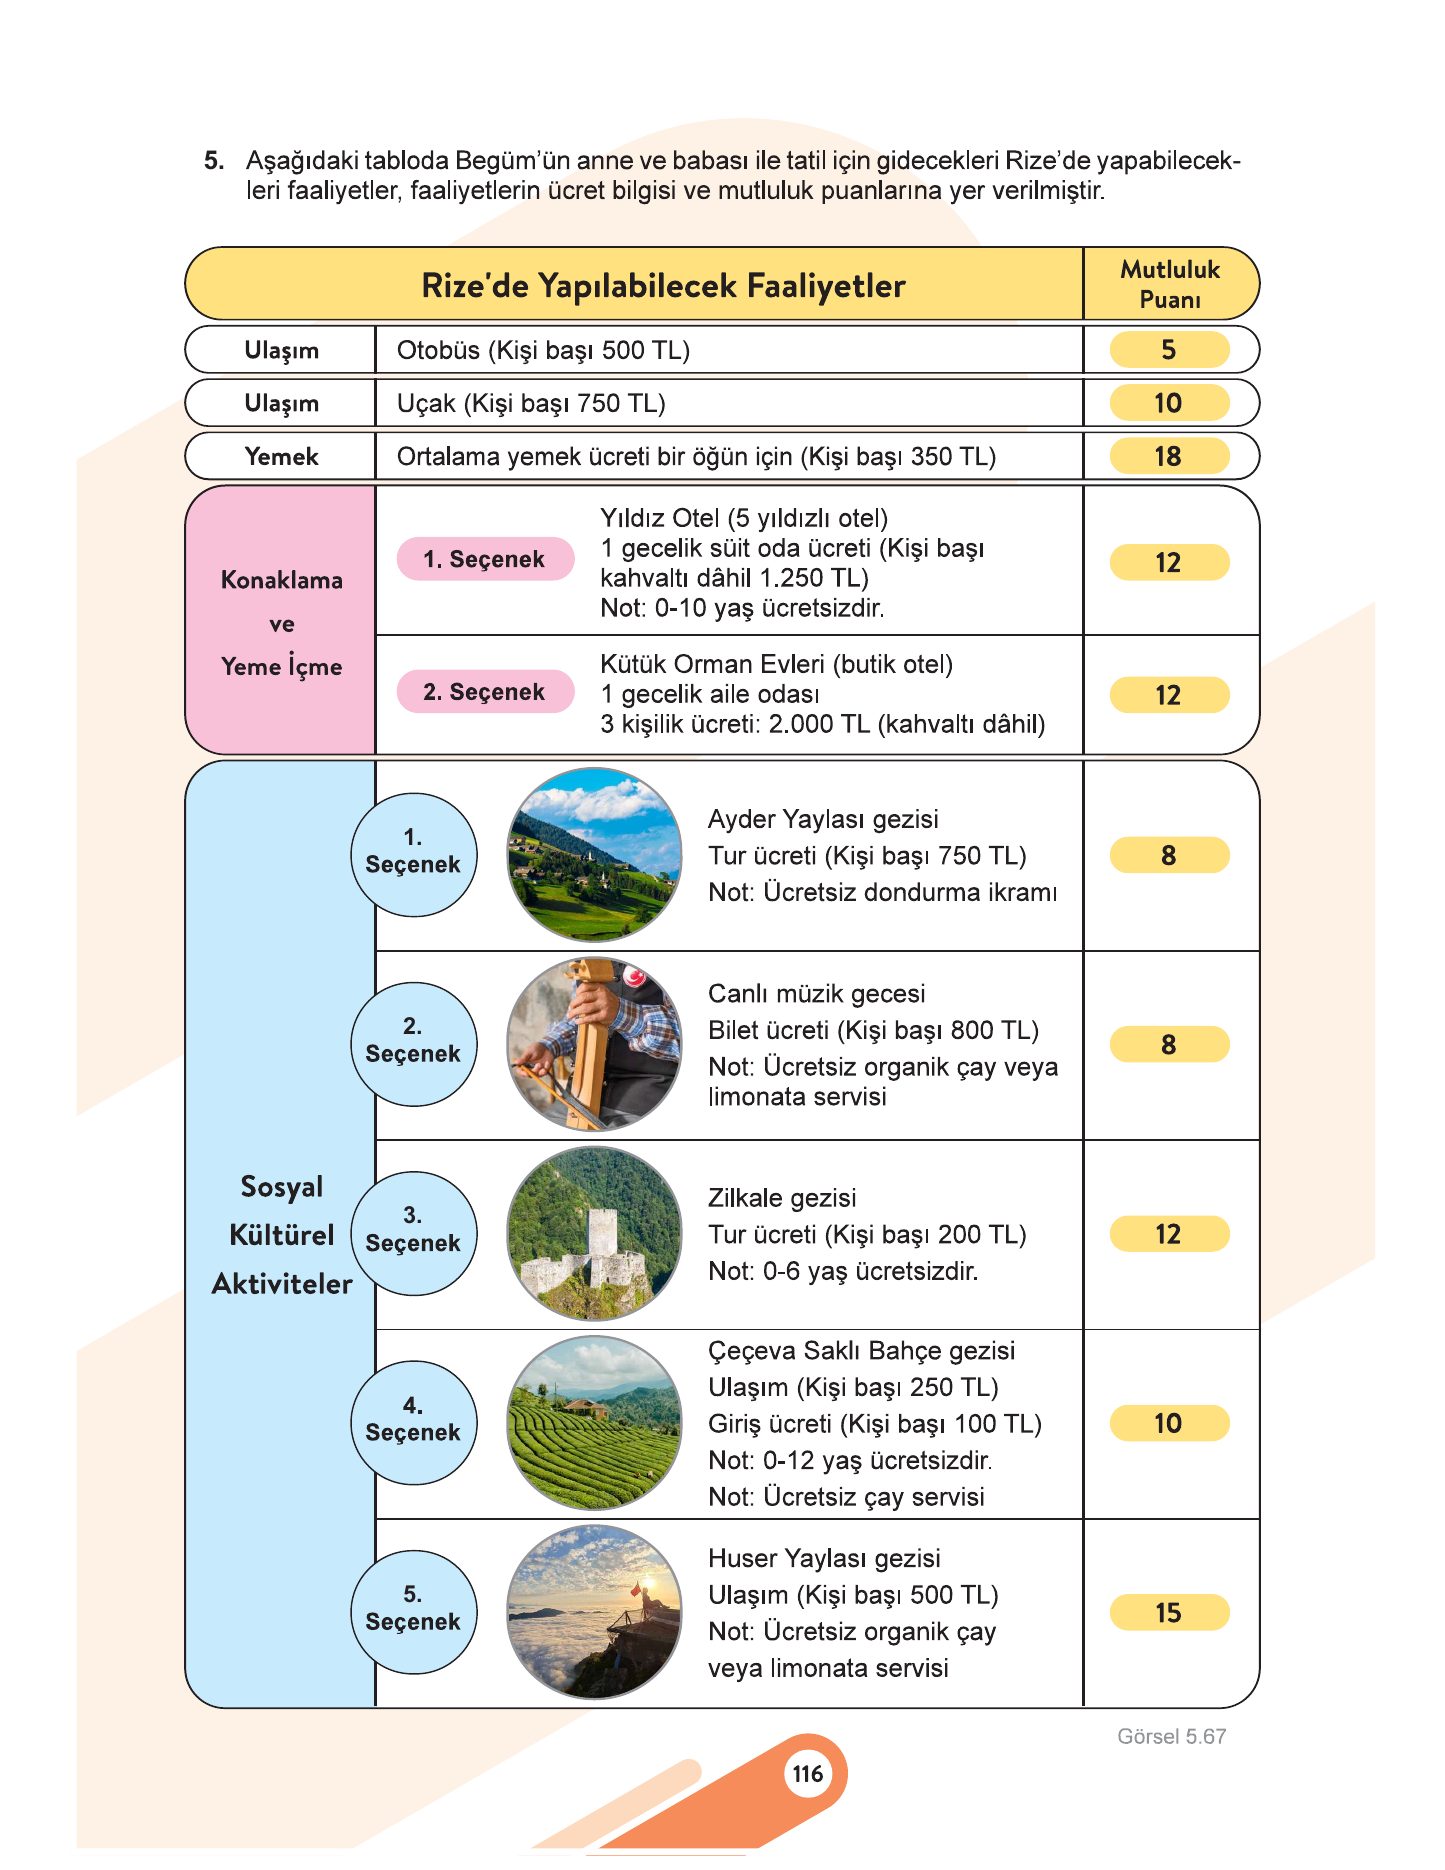 5. Aşağıdaki tabloda Begüm’ün anne ve babası ile tatil için gidecekleri Rize’de yapabilecek-
leri faaliyetler, faaliyetlerin ücret bilgisi ve mutluluk puanlarına yer verilmiştir.
Rize'de Yapılabilecek Faaliyetler
Mutluluk
Puanı
Ulaşım
Otobüs (Kişi başı 500 TL)
5
Ulaşım
Uçak (Kişi başı 750 TL)
10
Yemek
Ortalama yemek ücreti bir öğün için (Kişi başı 350 TL)
18
Konaklama
ve
Yeme İçme
1. Seçenek
Yıldız Otel (5 yıldızlı otel)
1 gecelik süit oda ücreti (Kişi başı
kahvaltı dâhil 1.250 TL)
Not: 0-10 yaş ücretsizdir.
12
2. Seçenek
Kütük Orman Evleri (butik otel)
1 gecelik aile odası
3 kişilik ücreti: 2.000 TL (kahvaltı dâhil)
12
Sosyal
Kültürel
Aktiviteler
1.
Seçenek
Ayder Yaylası gezisi
Tur ücreti (Kişi başı 750 TL)
Not: Ücretsiz dondurma ikramı
8
2.
Seçenek
Canlı müzik gecesi
Bilet ücreti (Kişi başı 800 TL)
Not: Ücretsiz organik çay veya
limonata servisi
8
3.
Seçenek
Zilkale gezisi
Tur ücreti (Kişi başı 200 TL)
Not: 0-6 yaş ücretsizdir.
12
4.
Seçenek
Çeçeva Saklı Bahçe gezisi
Ulaşım (Kişi başı 250 TL)
Giriş ücreti (Kişi başı 100 TL)
Not: 0-12 yaş ücretsizdir.
Not: Ücretsiz çay servisi
10
5.
Seçenek
Huser Yaylası gezisi
Ulaşım (Kişi başı 500 TL)
Not: Ücretsiz organik çay
veya limonata servisi
15
Görsel 5.67
116